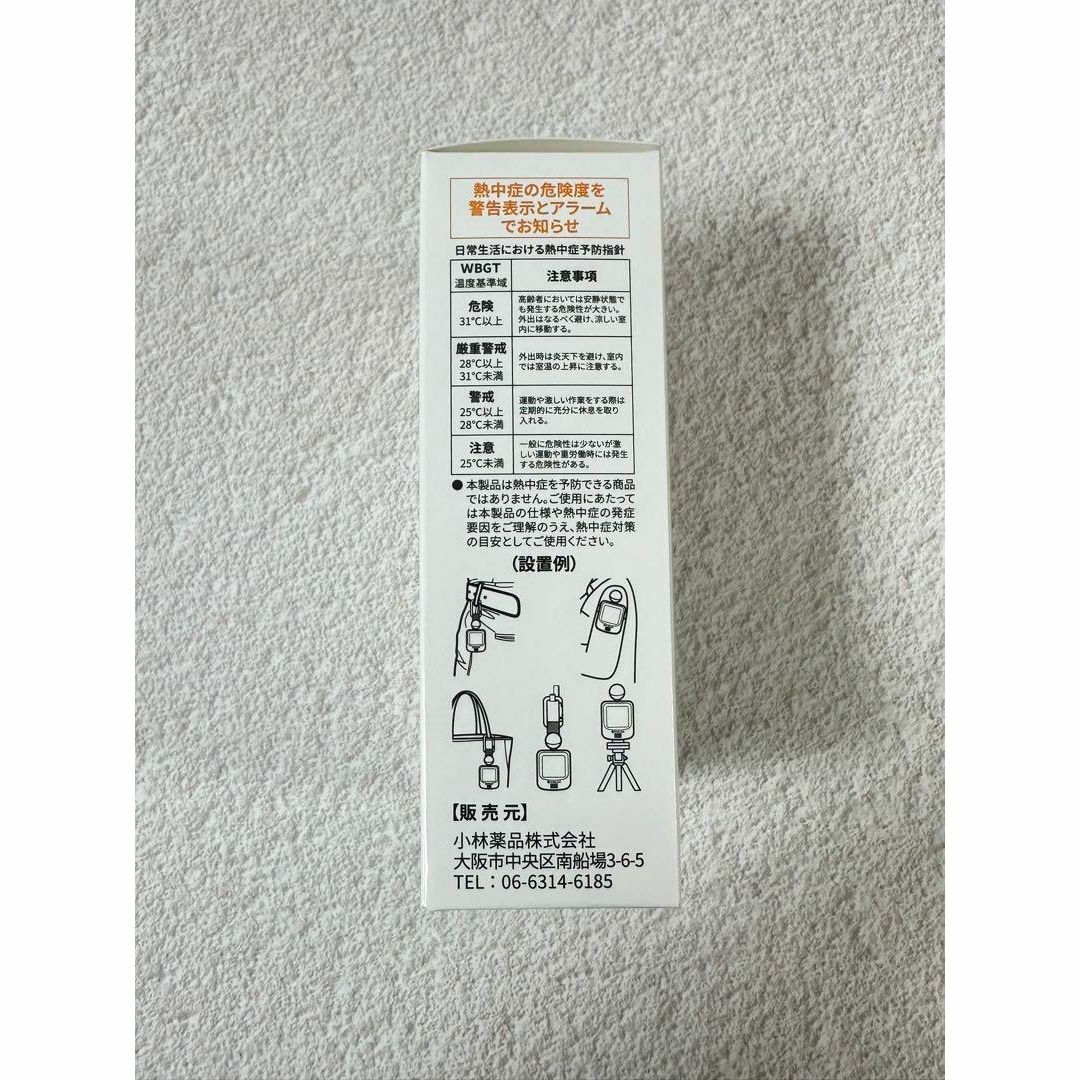 熱中症の危険度を
警告表示とアラーム
でお知らせ
日常生活における熱中症予防指針
WBGT
温度基準域
注意事項
危険
31℃以上
高齢者においては安静状態で
も発生する危険性が大きい。
外出はなるべく避け、涼しい室
内に移動する。
厳重警戒
28℃以上
31℃未満
外出時は炎天下を避け、室内
では室温の上昇に注意する。
警戒
25℃以上
28℃未満
運動や激しい作業をする際は
定期的に充分に休息を取り
入れる。
注意
25℃未満
一般に危険性は少ないが激
しい運動や重労働時には発生
する危険性がある。
● 本製品は熱中症を予防できる商品
ではありません。ご使用にあたって
は本製品の仕様や熱中症の発症
要因をご理解のうえ、熱中症対策
の目安としてご使用ください。
(設置例)
【販 売 元】
小林薬品株式会社
大阪市中央区南船場3-6-5
TEL：06-6314-6185